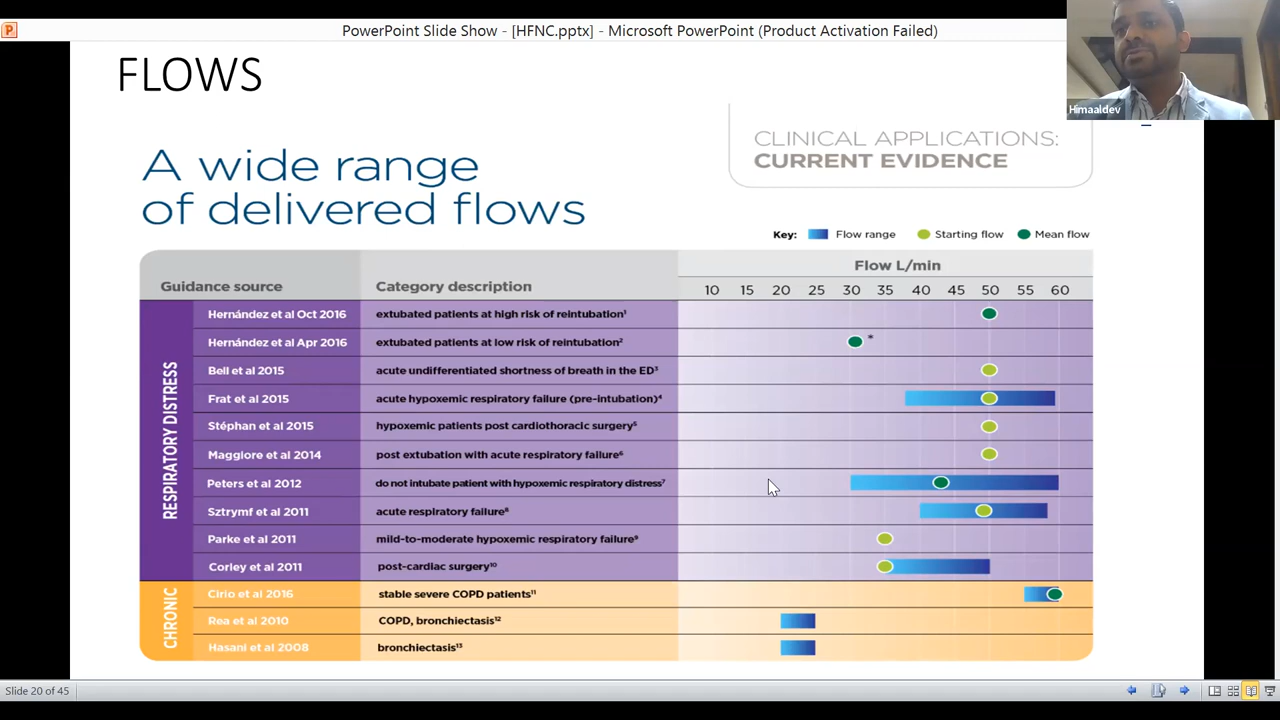 PowerPoint Slide Show - [HFNC.pptx] - Microsoft PowerPoint (Product Activation Failed)
Himaaldev
FLOWS
CLINICAL APPLICATIONS:
CURRENT EVIDENCE
A wide range
of delivered flows
Key: Flow range Starting flow Mean flow
Guidance source Category description Flow L/min
10 15 20 25 30 35 40 45 50 55 60
RESPIRATORY DISTRESS
Hernández et al Oct 2016 extubated patients at high risk of reintubation¹
Hernández et al Apr 2016 extubated patients at low risk of reintubation² *
Bell et al 2015 acute undifferentiated shortness of breath in the ED³
Frat et al 2015 acute hypoxemic respiratory failure (pre-intubation)⁴
Stéphan et al 2015 hypoxemic patients post cardiothoracic surgery⁵
Maggiore et al 2014 post extubation with acute respiratory failure⁶
Peters et al 2012 do not intubate patient with hypoxemic respiratory distress⁷
Sztrymf et al 2011 acute respiratory failure⁸
Parke et al 2011 mild-to-moderate hypoxemic respiratory failure⁹
Corley et al 2011 post-cardiac surgery¹⁰
CHRONIC
Cirio et al 2016 stable severe COPD patients¹¹
Rea et al 2010 COPD, bronchiectasis¹²
Hasani et al 2008 bronchiectasis¹³
Slide 20 of 45